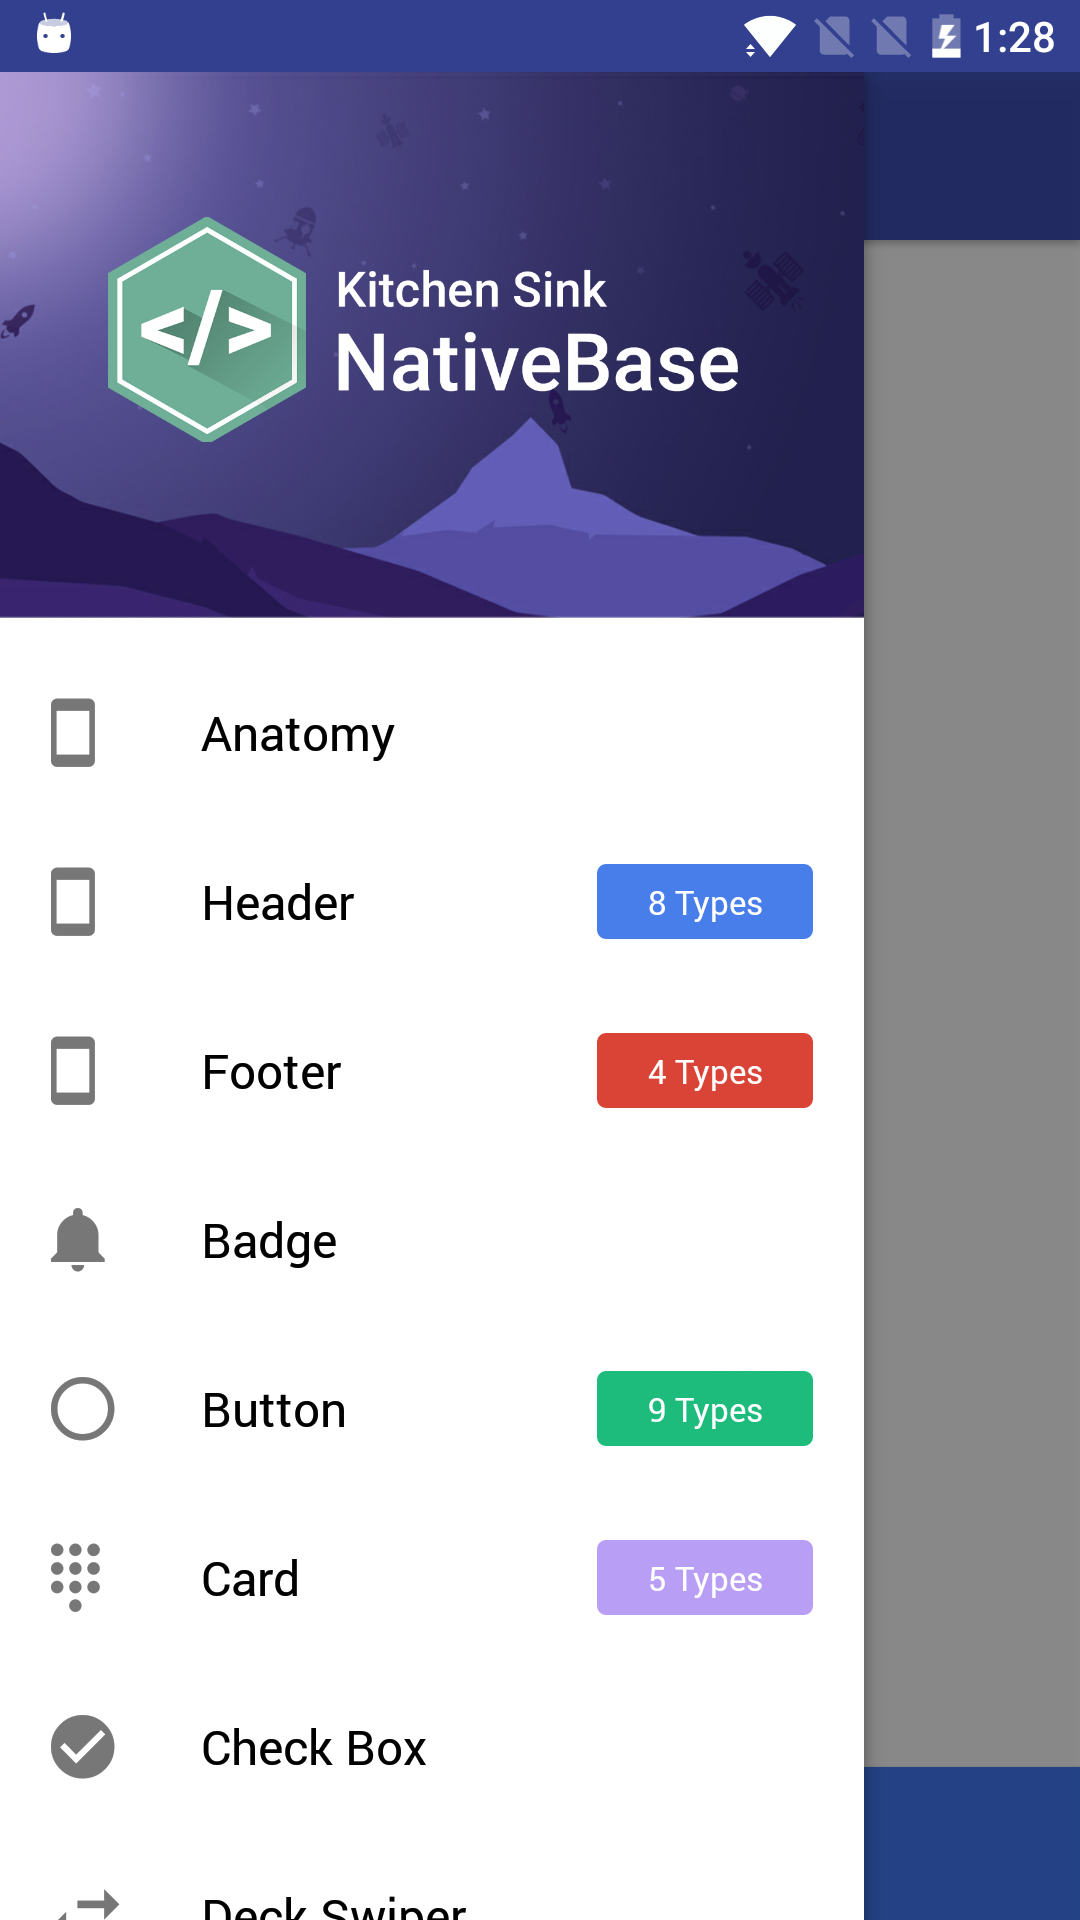 1:28
</>
Kitchen Sink
NativeBase
Anatomy
Header 8 Types
Footer 4 Types
Badge
Button 9 Types
Card 5 Types
Check Box
Deck Swiper